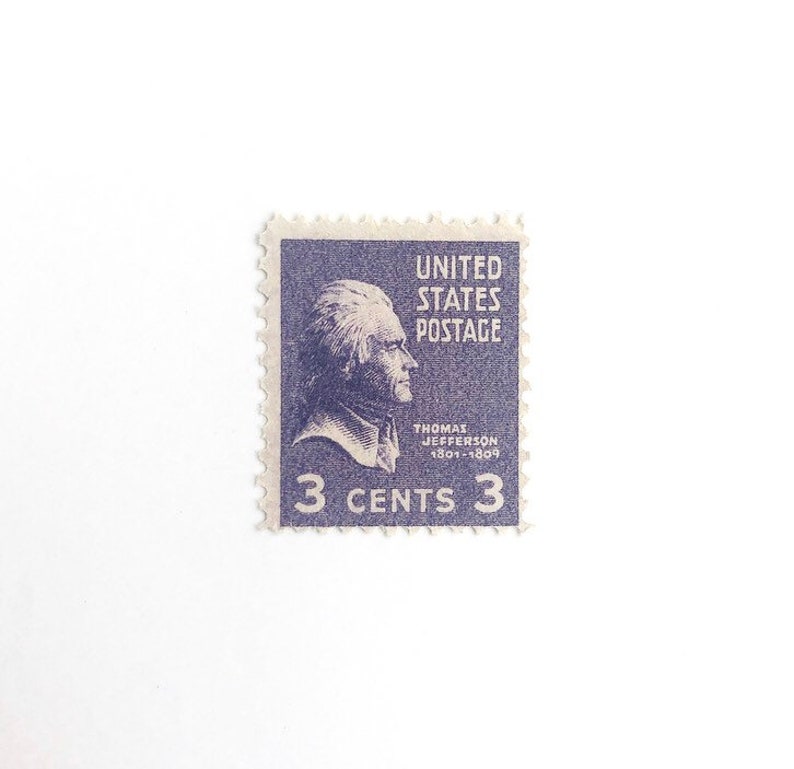 UNITED
STATES
POSTAGE
THOMAS
JEFFERSON
1801-1809
3 CENTS 3